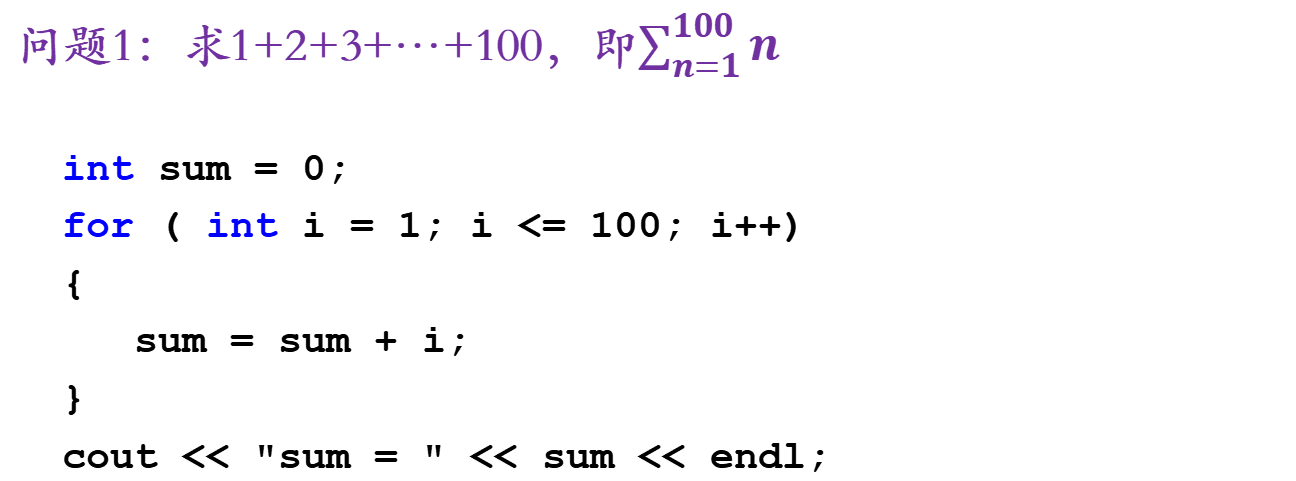 问题1：求1+2+3+⋯+100，即∑_{n=1}^{100} n
int sum = 0;
for ( int i = 1; i <= 100; i++)
{
sum = sum + i;
}
cout << "sum = " << sum << endl;